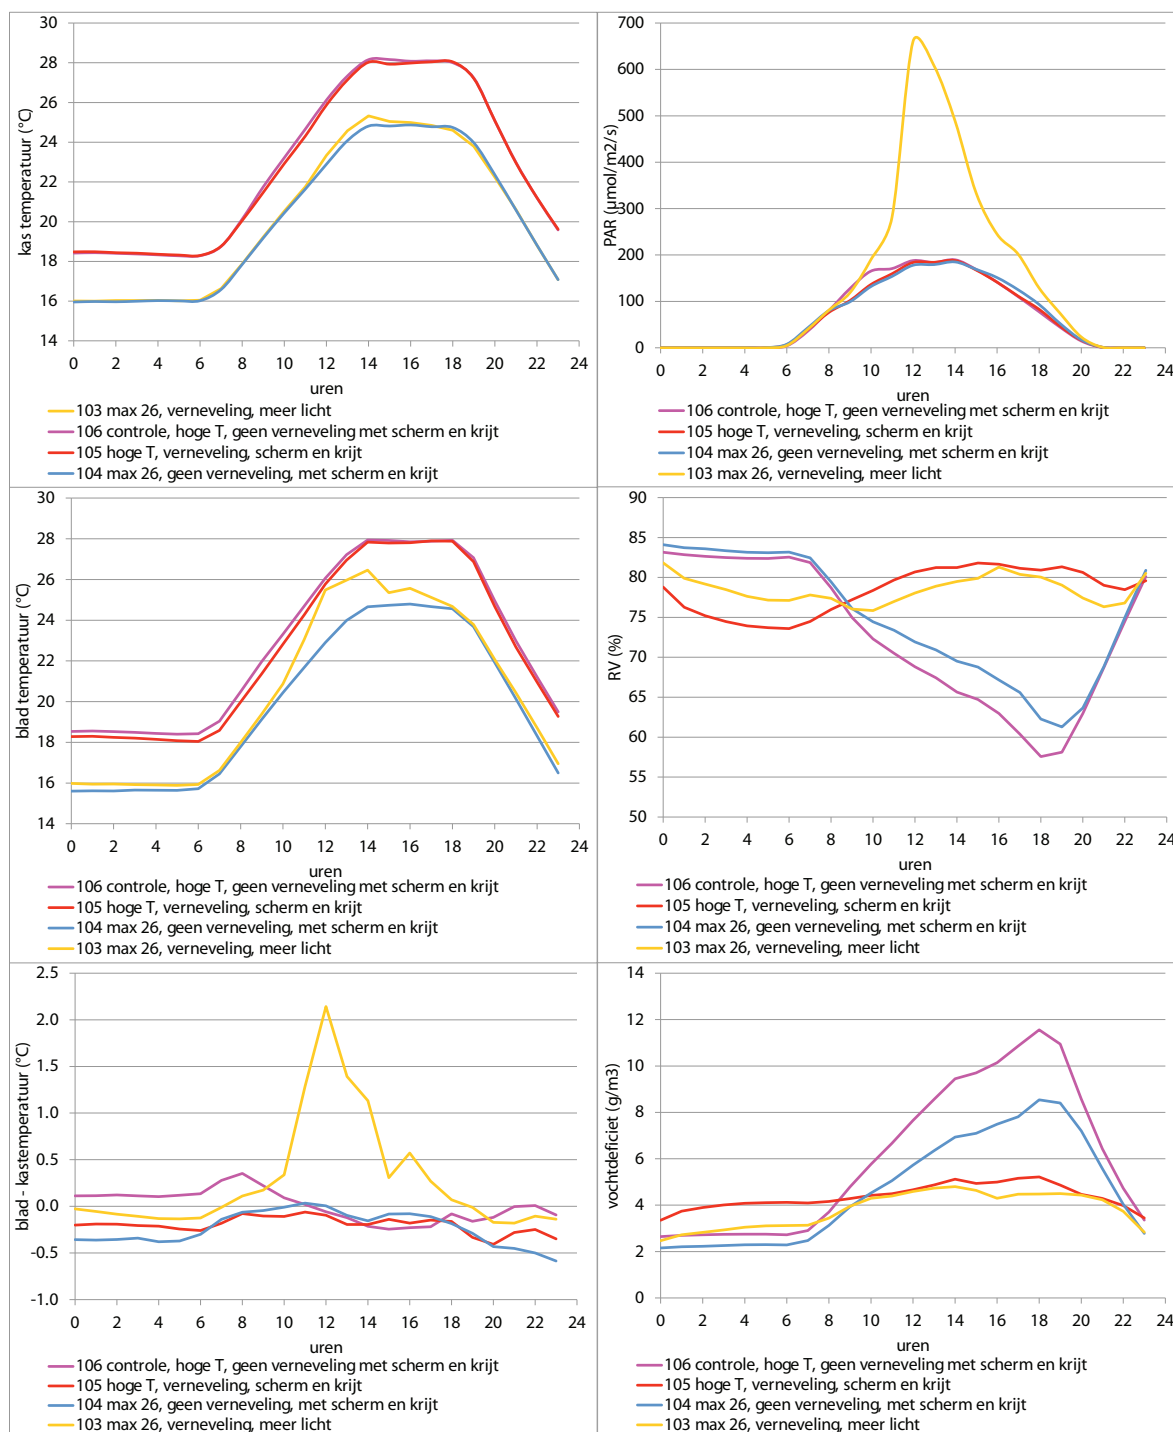 kas temperatuur (°C)
30
28
26
24
22
20
18
16
14
0 2 4 6 8 10 12 14 16 18 20 22 24
uren
103 max 26, verneveling, meer licht
106 controle, hoge T, geen verneveling met scherm en krijt
105 hoge T, verneveling, scherm en krijt
104 max 26, geen verneveling, met scherm en krijt
PAR (µmol/m2/s)
700
600
500
400
300
200
100
0
0 2 4 6 8 10 12 14 16 18 20 22 24
uren
106 controle, hoge T, geen verneveling met scherm en krijt
105 hoge T, verneveling, scherm en krijt
104 max 26, geen verneveling, met scherm en krijt
103 max 26, verneveling, meer licht
blad temperatuur (°C)
30
28
26
24
22
20
18
16
14
0 2 4 6 8 10 12 14 16 18 20 22 24
uren
106 controle, hoge T, geen verneveling met scherm en krijt
105 hoge T, verneveling, scherm en krijt
104 max 26, geen verneveling, met scherm en krijt
103 max 26, verneveling, meer licht
RV (%)
90
85
80
75
70
65
60
55
50
0 2 4 6 8 10 12 14 16 18 20 22 24
uren
106 controle, hoge T, geen verneveling met scherm en krijt
105 hoge T, verneveling, scherm en krijt
104 max 26, geen verneveling, met scherm en krijt
103 max 26, verneveling, meer licht
blad - kastemperatuur (°C)
2.5
2.0
1.5
1.0
0.5
0.0
-0.5
-1.0
0 2 4 6 8 10 12 14 16 18 20 22 24
uren
106 controle, hoge T, geen verneveling met scherm en krijt
105 hoge T, verneveling, scherm en krijt
104 max 26, geen verneveling, met scherm en krijt
103 max 26, verneveling, meer licht
vochtdeficiet (g/m3)
14
12
10
8
6
4
2
0
0 2 4 6 8 10 12 14 16 18 20 22 24
uren
106 controle, hoge T, geen verneveling met scherm en krijt
105 hoge T, verneveling, scherm en krijt
104 max 26, geen verneveling, met scherm en krijt
103 max 26, verneveling, meer licht